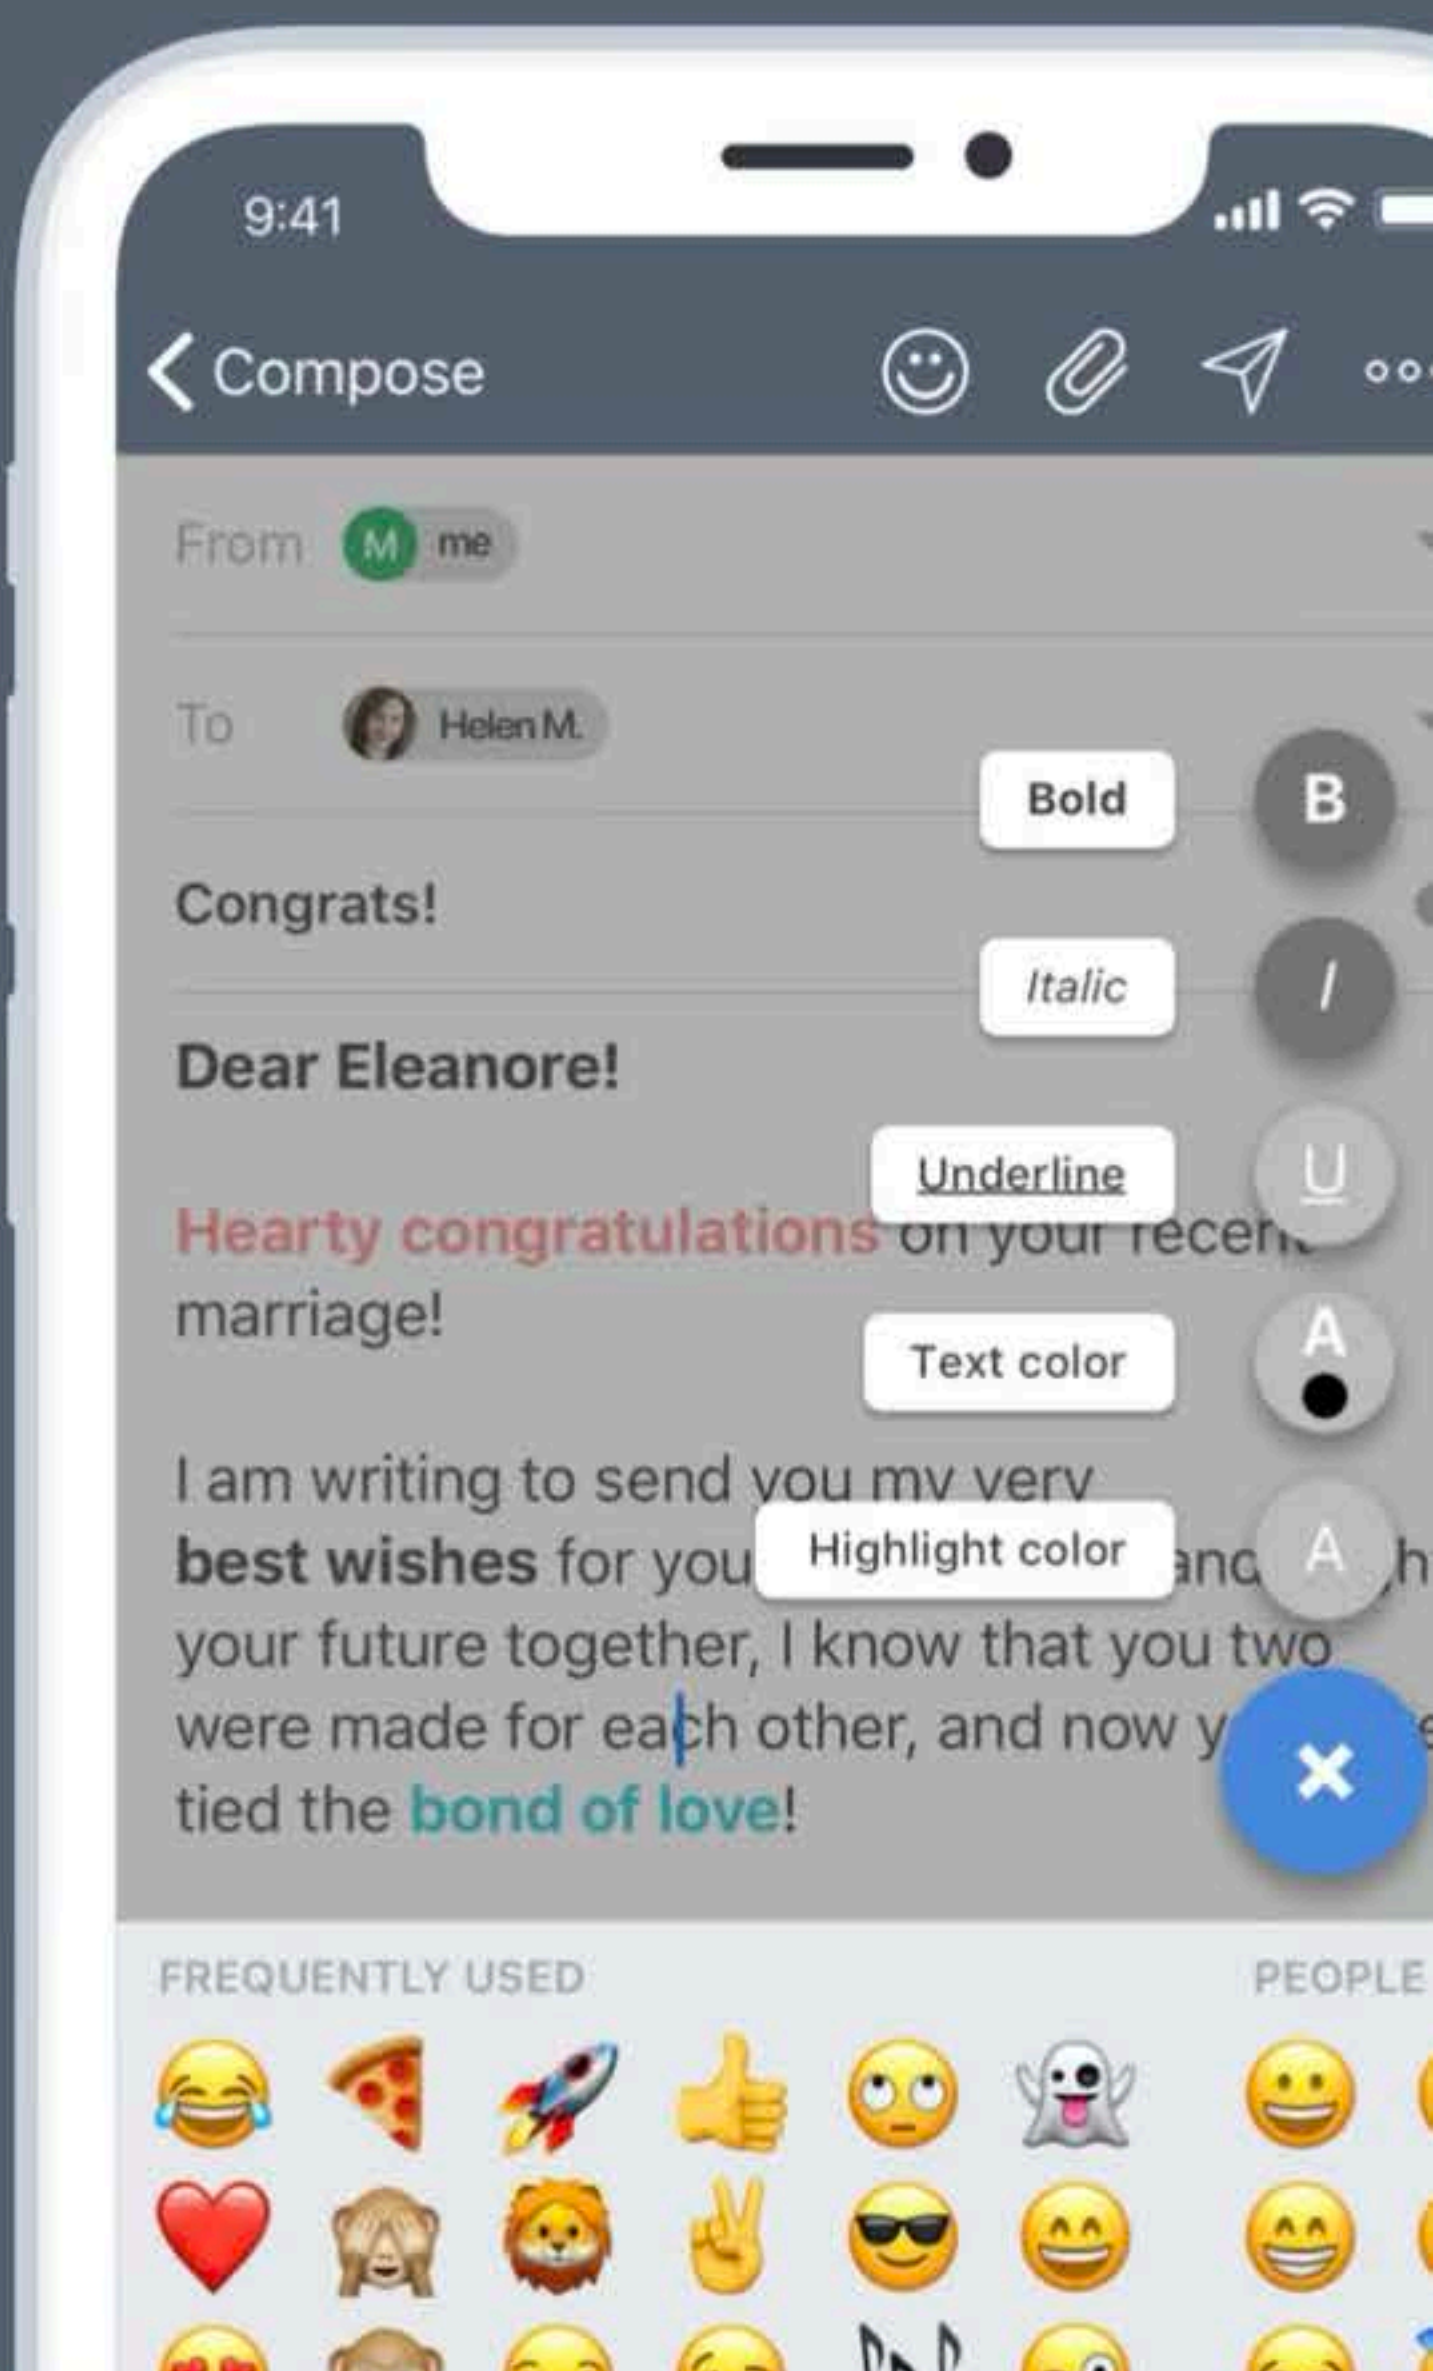 9:41
Compose
From M me
To Helen M.
Bold B
Congrats!
Italic I
Dear Eleanore!
Underline U
Hearty congratulations on your recent
marriage!
Text color A
I am writing to send you my very
best wishes for you
Highlight color A
your future together, I know that you two
were made for each other, and now
tied the bond of love!
FREQUENTLY USED PEOPLE